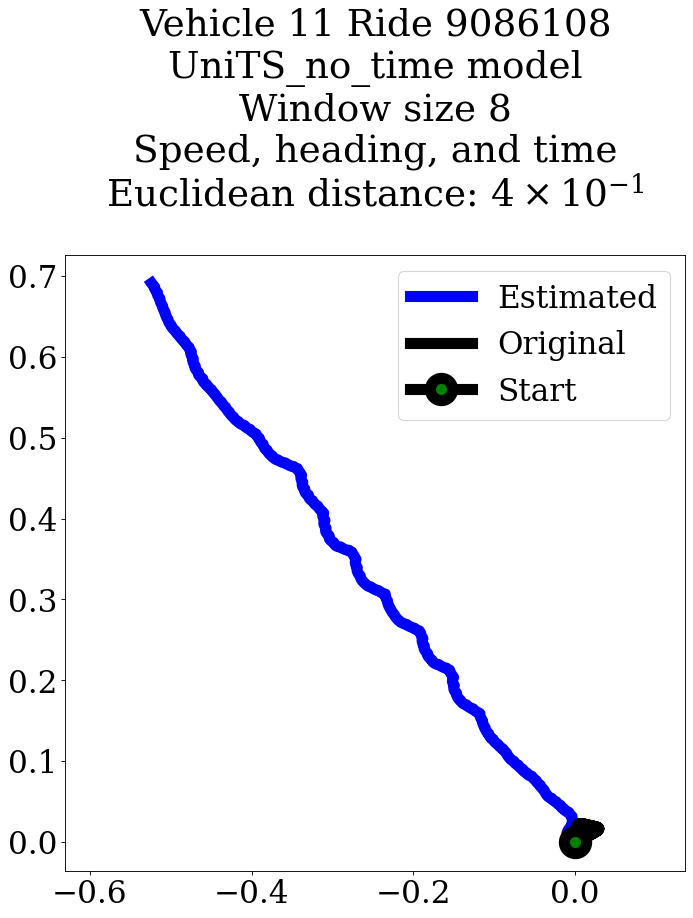 Vehicle 11 Ride 9086108
UniTS_no_time model
Window size 8
Speed, heading, and time
Euclidean distance: 4 × 10⁻¹
Estimated
Original
Start
0.7
0.6
0.5
0.4
0.3
0.2
0.1
0.0
−0.6 −0.4 −0.2 0.0